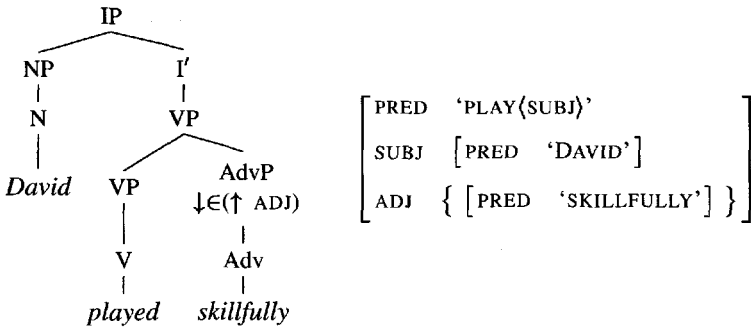 IP
NP I′
N VP
[PRED ‘PLAY⟨SUBJ⟩’
SUBJ [PRED ‘DAVID’]
ADJ { [PRED ‘SKILLFULLY’] }]
David VP AdvP
↓∈(↑ ADJ)
V Adv
played skillfully